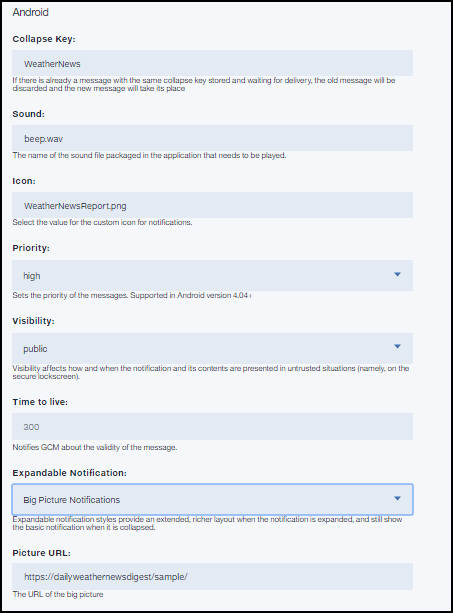 Android
Collapse Key:
WeatherNews
If there is already a message with the same collapse key stored and waiting for delivery, the old message will be
discarded and the new message will take its place
Sound:
beep.wav
The name of the sound file packaged in the application that needs to be played.
Icon:
WeatherNewsReport.png
Select the value for the custom icon for notifications.
Priority:
high
Sets the priority of the messages. Supported in Android version 4.04+
Visibility:
public
Visibility affects how and when the notification and its contents are presented in untrusted situations (namely, on the
secure lockscreen).
Time to live:
300
Notifies GCM about the validity of the message.
Expandable Notification:
Big Picture Notifications
Expandable notification styles provide an extended, richer layout when the notification is expanded, and still show
the basic notification when it is collapsed.
Picture URL:
https://dailyweathernewsdigest/sample/
The URL of the big picture